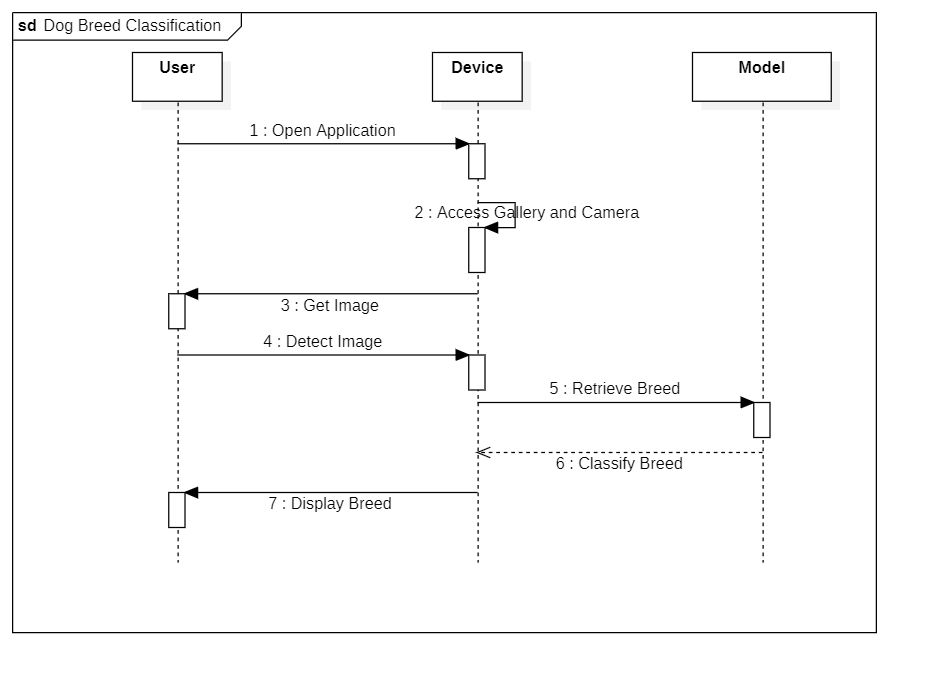 sd Dog Breed Classification
User
Device
Model
1 : Open Application
2 : Access Gallery and Camera
3 : Get Image
4 : Detect Image
5 : Retrieve Breed
6 : Classify Breed
7 : Display Breed